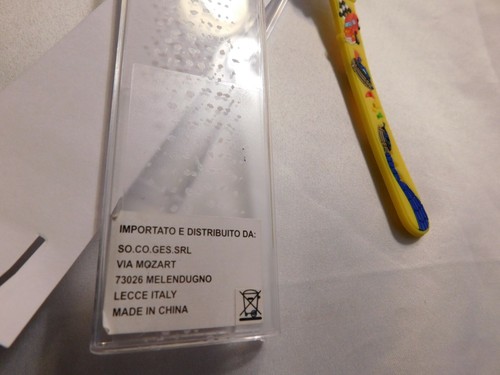 IMPORTATO E DISTRIBUITO DA:
SO.CO.GES.SRL
VIA MOZART
73026 MELENDUGNO
LECCE ITALY
MADE IN CHINA